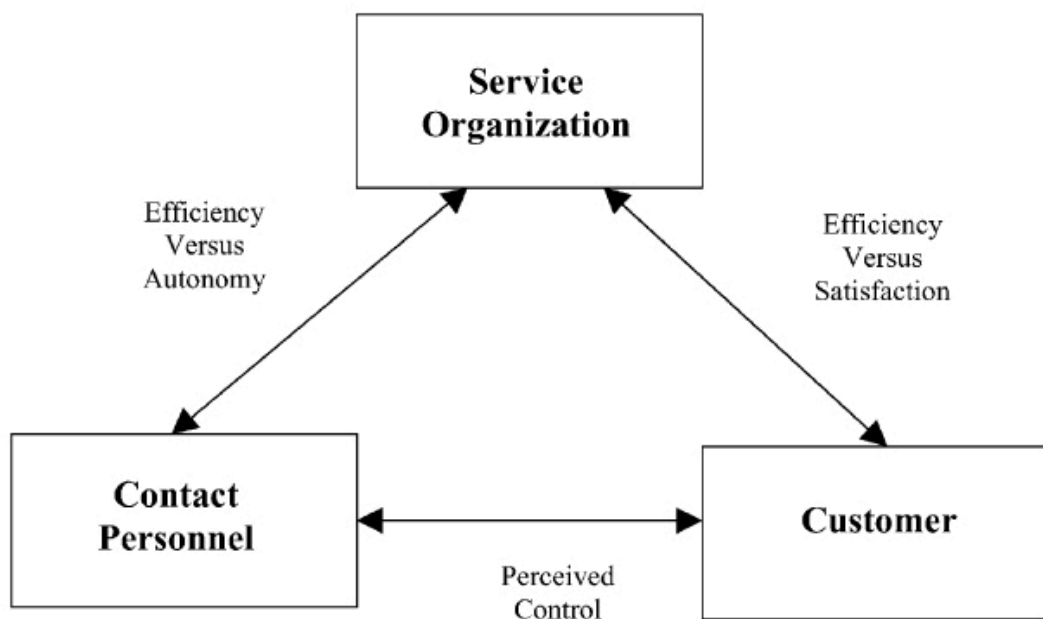 Service
Organization
Efficiency
Versus
Autonomy
Efficiency
Versus
Satisfaction
Contact
Personnel
Customer
Perceived
Control